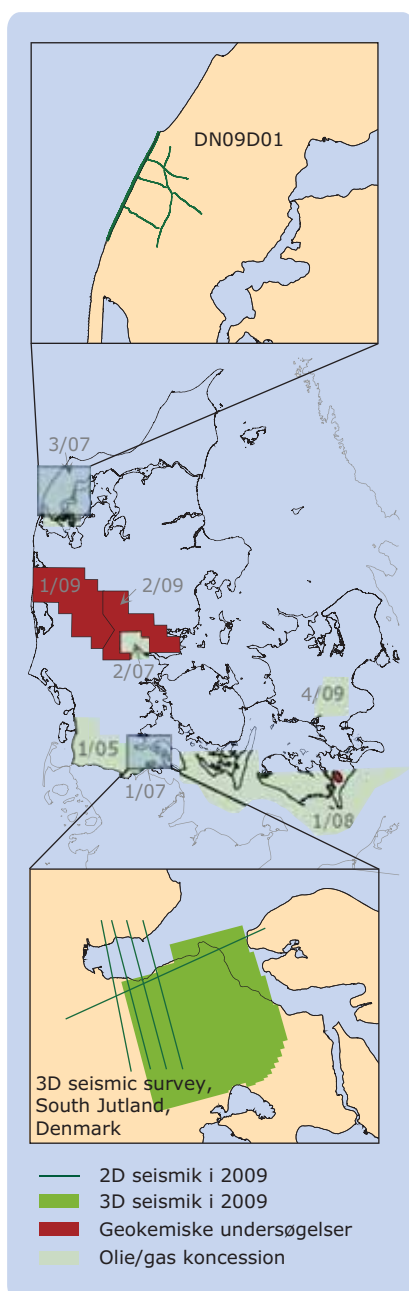 DN09D01
3/07
1/09
2/09
2/07
4/09
1/05
1/07
1/08
3D seismic survey,
South Jutland,
Denmark
2D seismik i 2009
3D seismik i 2009
Geokemiske undersøgelser
Olie/gas koncession